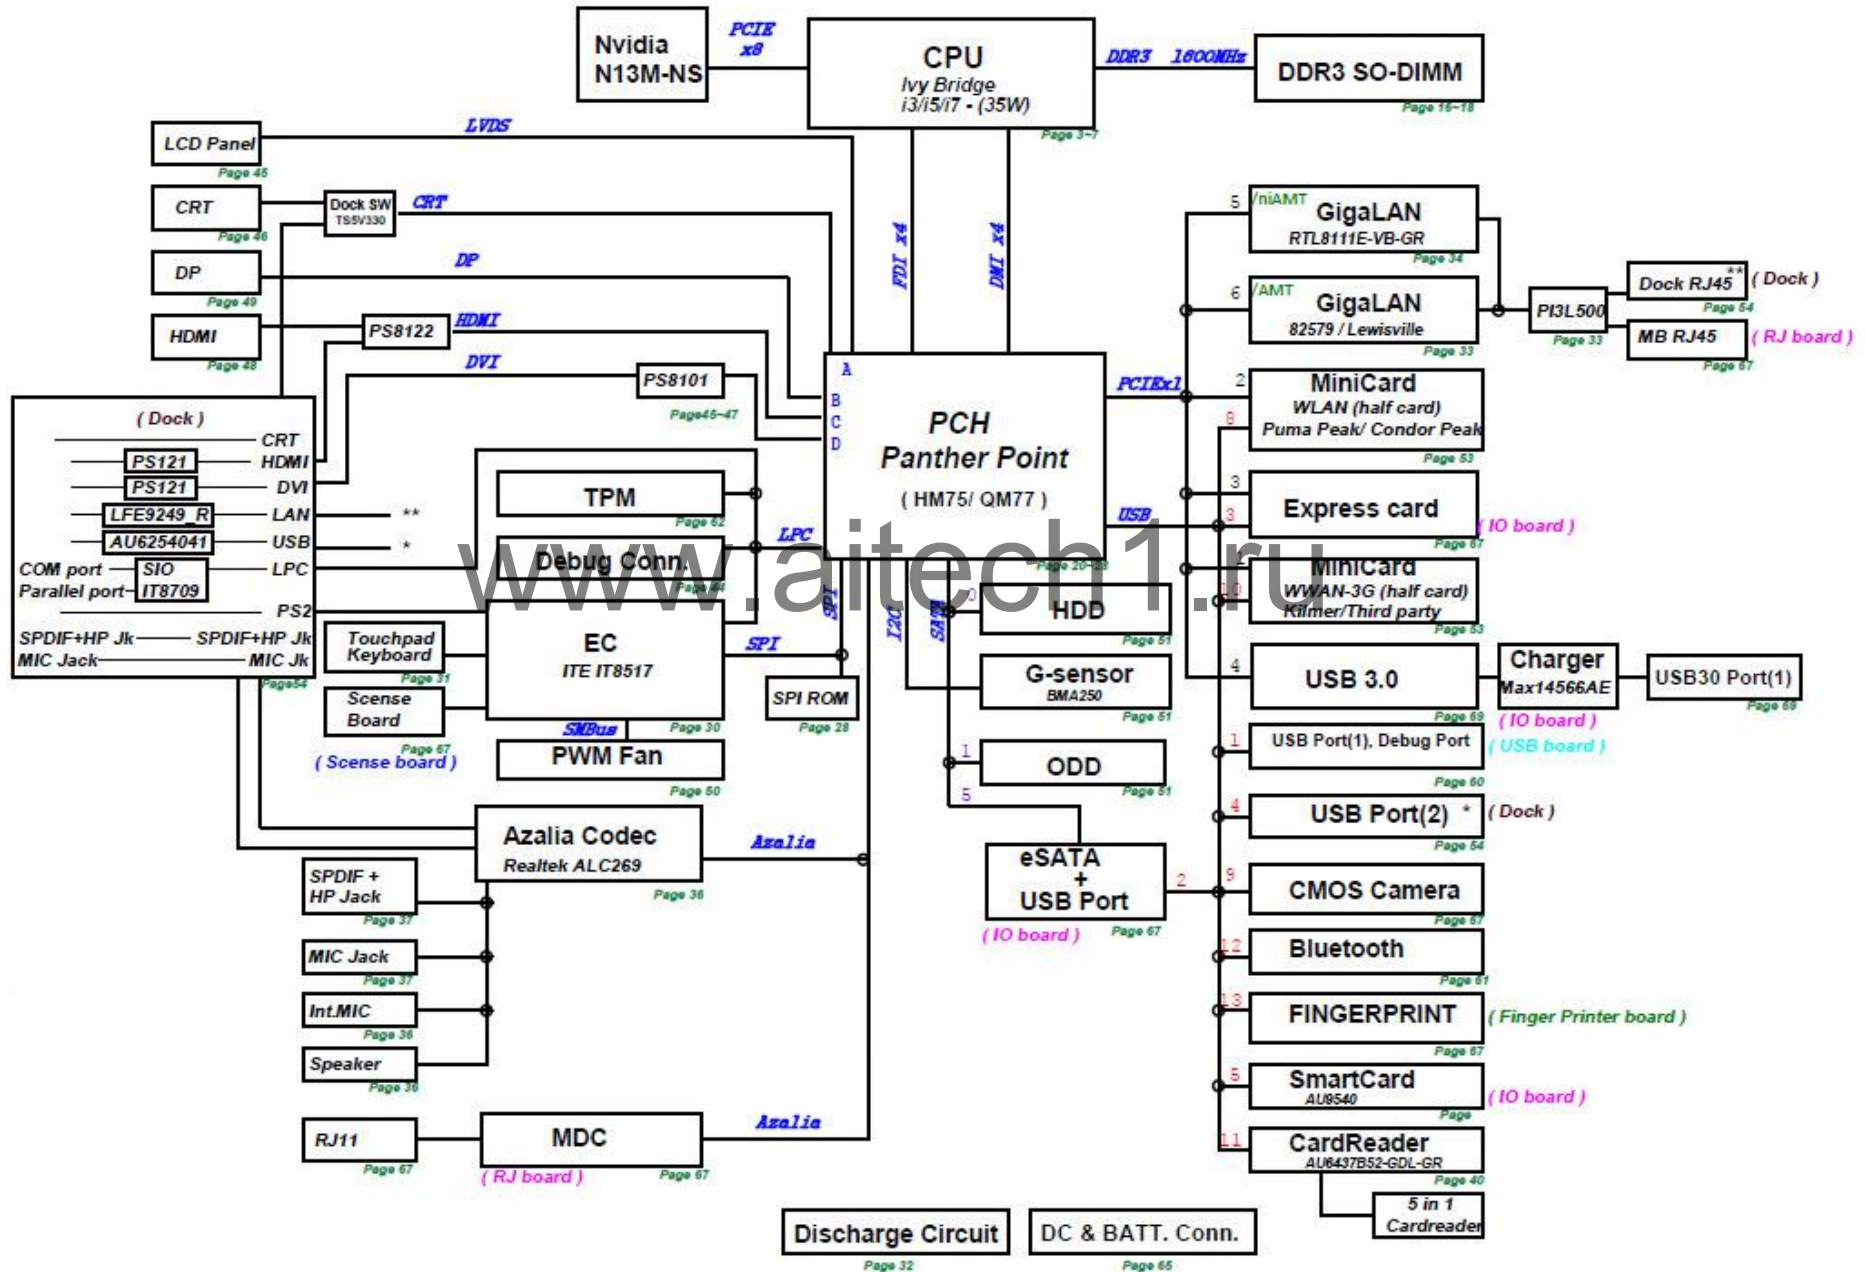 Nvidia
N13M-NS
PCIE
x8
CPU
Ivy Bridge
i3/i5/i7 - (35W)
Page 3~7
DDR3 1600MHz
DDR3 SO-DIMM
Page 16~18
LCD Panel
Page 45
LVDS
CRT
Page 46
Dock SW
TS5V330
CRT
DP
Page 49
DP
HDMI
Page 48
PS8122
HDMI
DVI
PS8101
Page45~47
FDI x4
DMI x4
A
B
C
D
PCH
Panther Point
( HM75/ QM77 )
Page 20~28
PCIEx1
USB
LPC
SPI
I2C
SATA
( Dock )
CRT
PS121
HDMI
PS121
DVI
LFE9249_R
LAN
**
AU6254041
USB
*
COM port
SIO
LPC
Parallel port
IT8709
PS2
SPDIF+HP Jk
SPDIF+HP Jk
MIC Jack
MIC Jk
Page54
TPM
Page 62
Debug Conn.
Page 44
EC
ITE IT8517
Page 30
SPI
SPI ROM
Page 28
Touchpad
Keyboard
Page 31
Scense
Board
Page 67
( Scense board )
SMBus
PWM Fan
Page 50
Azalia Codec
Realtek ALC269
Page 36
Azalia
SPDIF +
HP Jack
Page 37
MIC Jack
Page 37
Int.MIC
Page 36
Speaker
Page 36
RJ11
Page 67
MDC
( RJ board )
Page 67
Azalia
0
HDD
Page 51
G-sensor
BMA250
Page 51
1
ODD
Page 51
5
eSATA
+
USB Port
( IO board )
Page 67
2
5
/niAMT
GigaLAN
RTL8111E-VB-GR
Page 34
6
/AMT
GigaLAN
82579 / Lewisville
Page 33
PI3L500
Page 33
Dock RJ45
**
( Dock )
Page 54
MB RJ45
( RJ board )
Page 67
2
8
MiniCard
WLAN (half card)
Puma Peak/ Condor Peak
Page 53
3
3
Express card
( IO board )
Page 67
1
10
MiniCard
WWAN-3G (half card)
Kilmer/Third party
Page 53
4
USB 3.0
Page 69
Charger
Max14566AE
( IO board )
USB30 Port(1)
Page 69
1
USB Port(1), Debug Port
( USB board )
Page 60
4
USB Port(2) *
( Dock )
Page 54
9
CMOS Camera
Page 67
12
Bluetooth
Page 61
13
FINGERPRINT
( Finger Printer board )
Page 67
5
SmartCard
AU9540
( IO board )
Page
11
CardReader
AU6437B52-GDL-GR
Page 40
5 in 1
Cardreader
Discharge Circuit
Page 32
DC & BATT. Conn.
Page 65
www.aitech1.ru